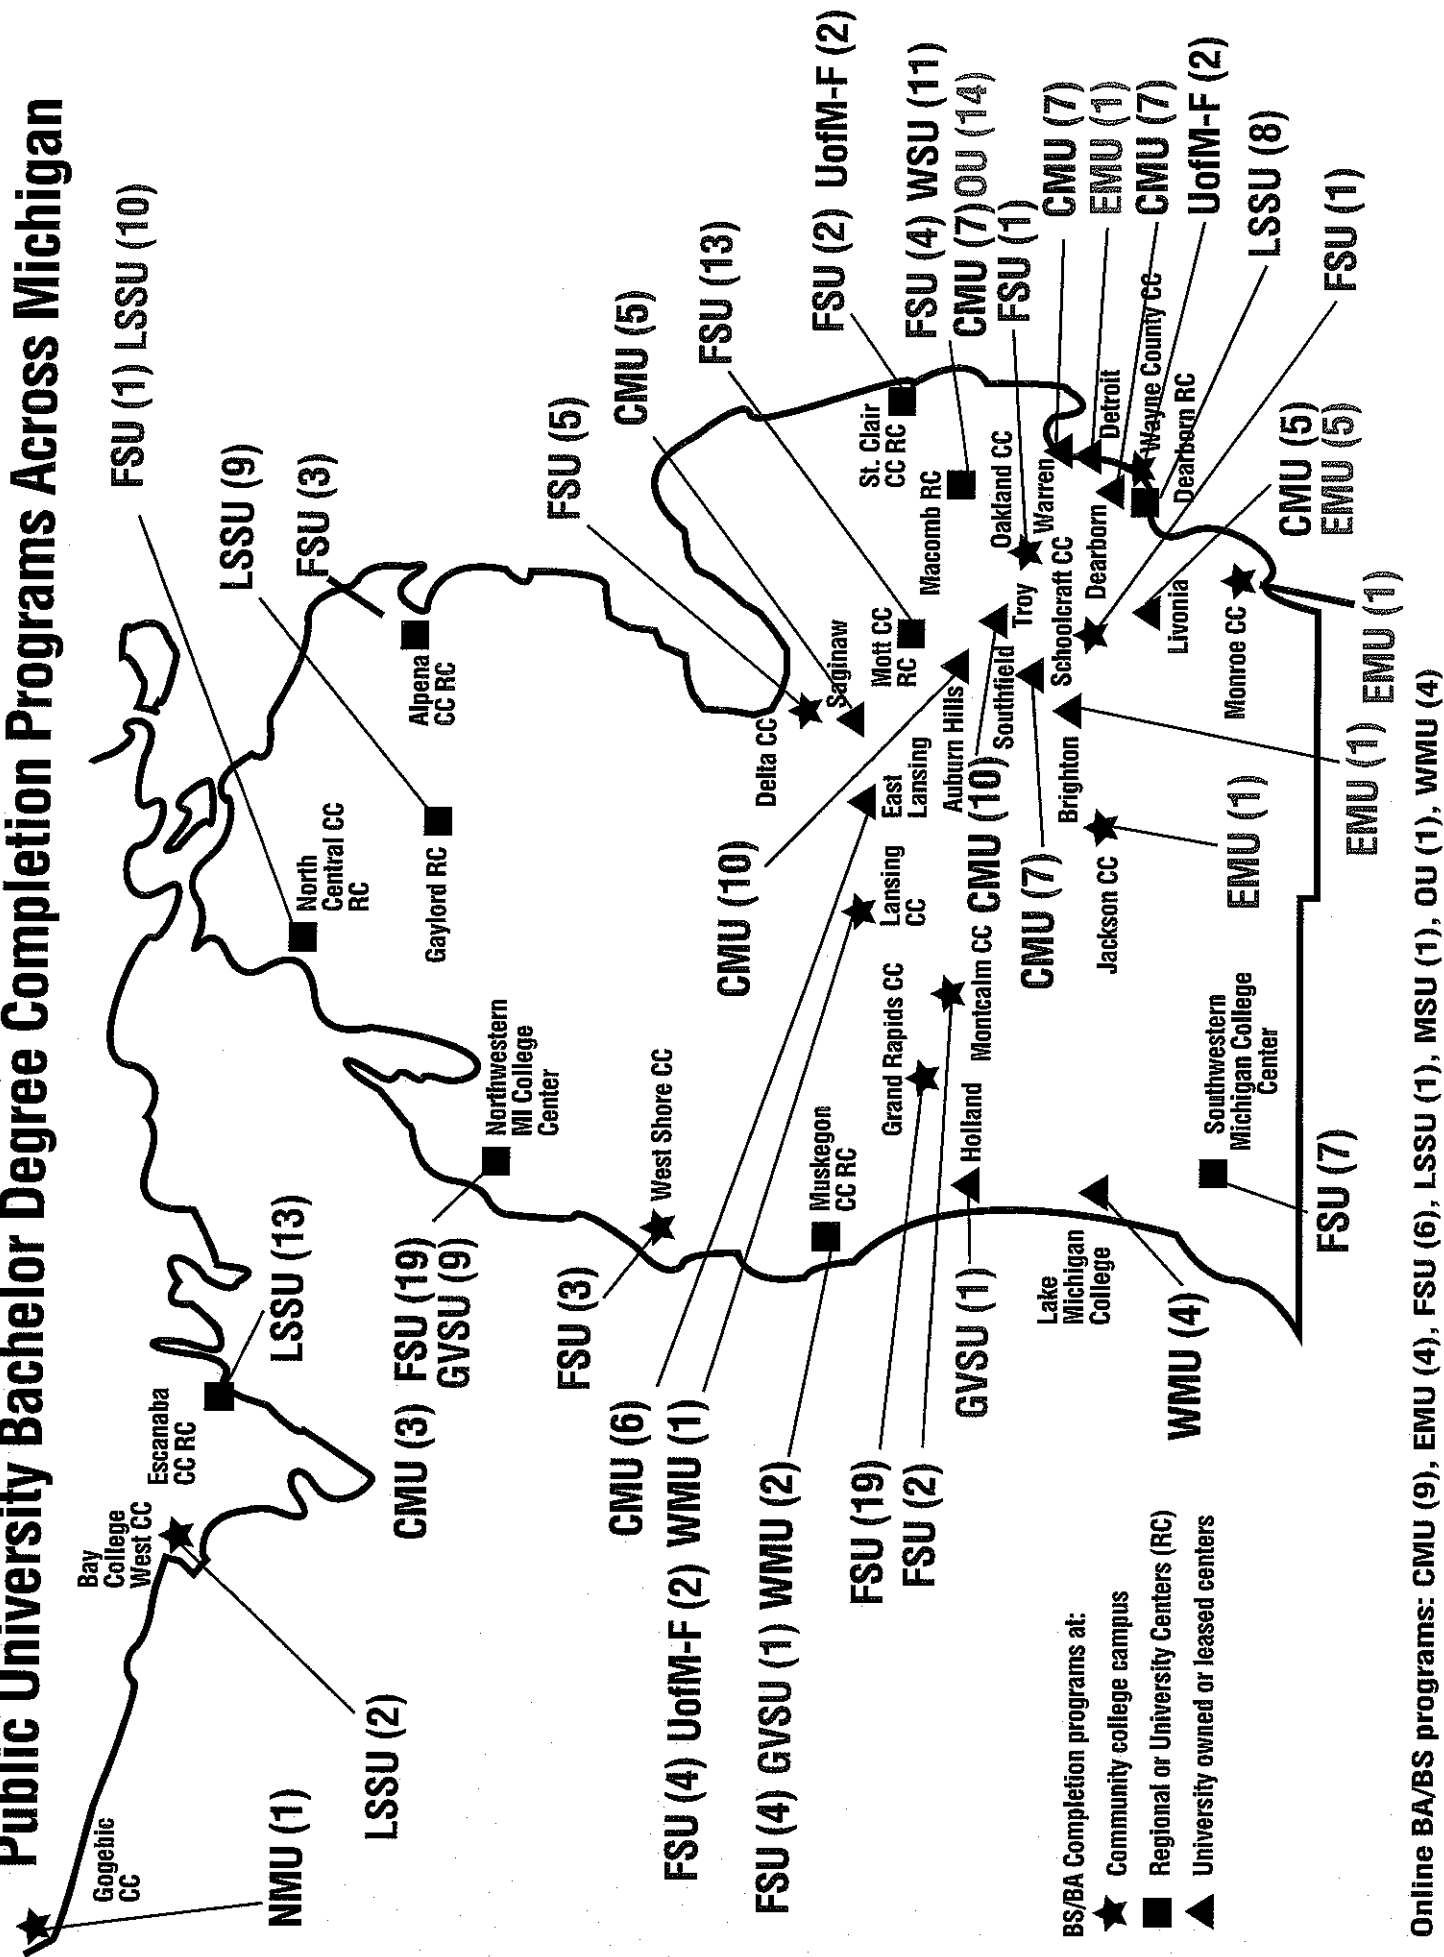 Public University Bachelor Degree Completion Programs Across Michigan
Gogebic
CC
NMU (1)
Bay
College
West CC
LSSU (2)
Escanaba
CC RC
LSSU (13)
FSU (1) LSSU (10)
North
Central CC
RC
LSSU (9)
Gaylord RC
FSU (3)
Alpena
CC RC
CMU (3) FSU (19)
GVSU (9)
Northwestern
MI College
Center
FSU (3)
West Shore CC
FSU (5)
Delta CC
CMU (5)
Saginaw
FSU (13)
Mott CC
RC
FSU (2) UofM-F (2)
St. Clair
CC RC
FSU (4) WSU (11)
CMU (7) OU (14)
Macomb RC
FSU (1)
Oakland CC
CMU (7)
Warren
EMU (1)
Detroit
CMU (7)
Dearborn
UofM-F (2)
Wayne County CC
LSSU (8)
Dearborn RC
FSU (1)
Schoolcraft CC
CMU (5)
EMU (5)
Livonia
Monroe CC
EMU (1)
EMU (1)
Brighton
EMU (1)
Jackson CC
CMU (7)
Southfield
CMU (10)
Troy
CMU (10)
Auburn Hills
CMU (6)
East
Lansing
FSU (4) UofM-F (2) WMU (1)
Lansing
CC
FSU (4) GVSU (1) WMU (2)
Muskegon
CC RC
FSU (19)
Grand Rapids CC
FSU (2)
Montcalm CC
GVSU (1)
Holland
Lake
Michigan
College
WMU (4)
Southwestern
Michigan College
Center
FSU (7)
BS/BA Completion programs at:
Community college campus
Regional or University Centers (RC)
University owned or leased centers
Online BA/BS programs: CMU (9), EMU (4), FSU (6), LSSU (1), MSU (1), OU (1), WMU (4)